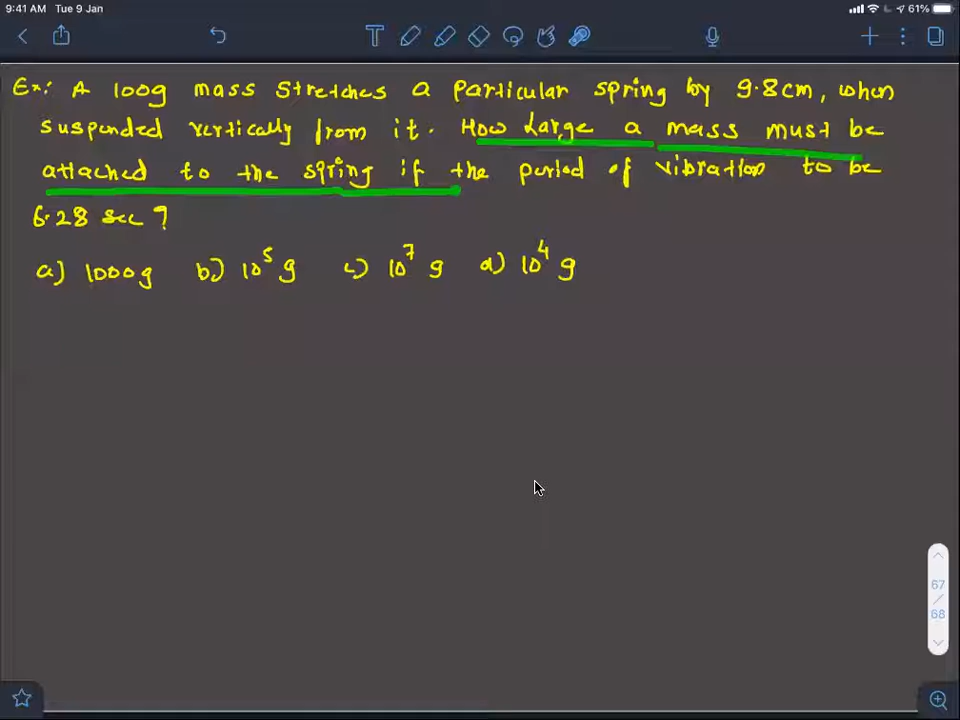 9:41 AM Tue 9 Jan
61%
Ex: A 100g mass stretches a particular spring by 9.8cm, when
suspended vertically from it. How large a mass must be
attached to the spring if the period of vibration to be
6.28 sec ?
a) 1000g b) 10⁵ g c) 10⁷ g d) 10⁴ g
67
/
68